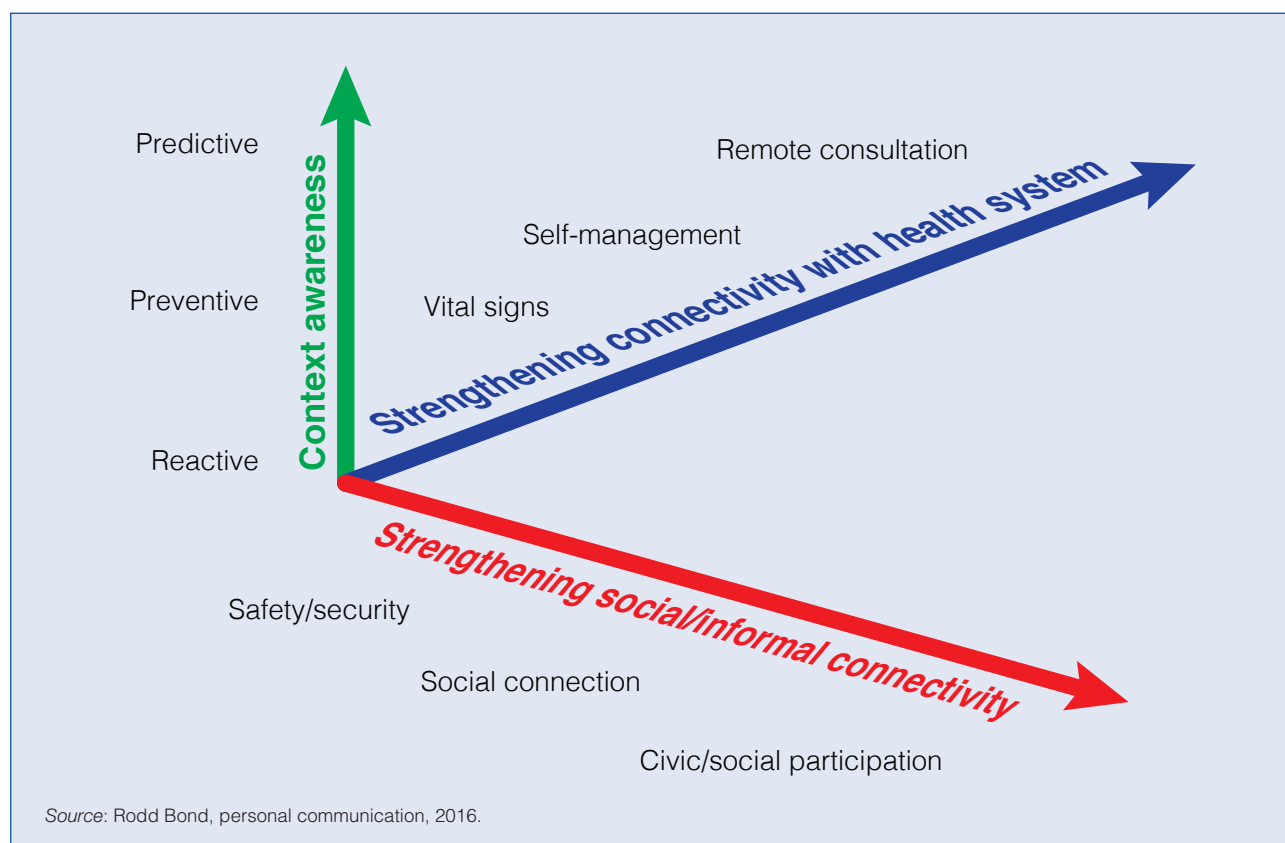 Predictive
Preventive
Reactive
Context awareness
Remote consultation
Self-management
Vital signs
Strengthening connectivity with health system
Strengthening social/informal connectivity
Safety/security
Social connection
Civic/social participation
Source: Rodd Bond, personal communication, 2016.